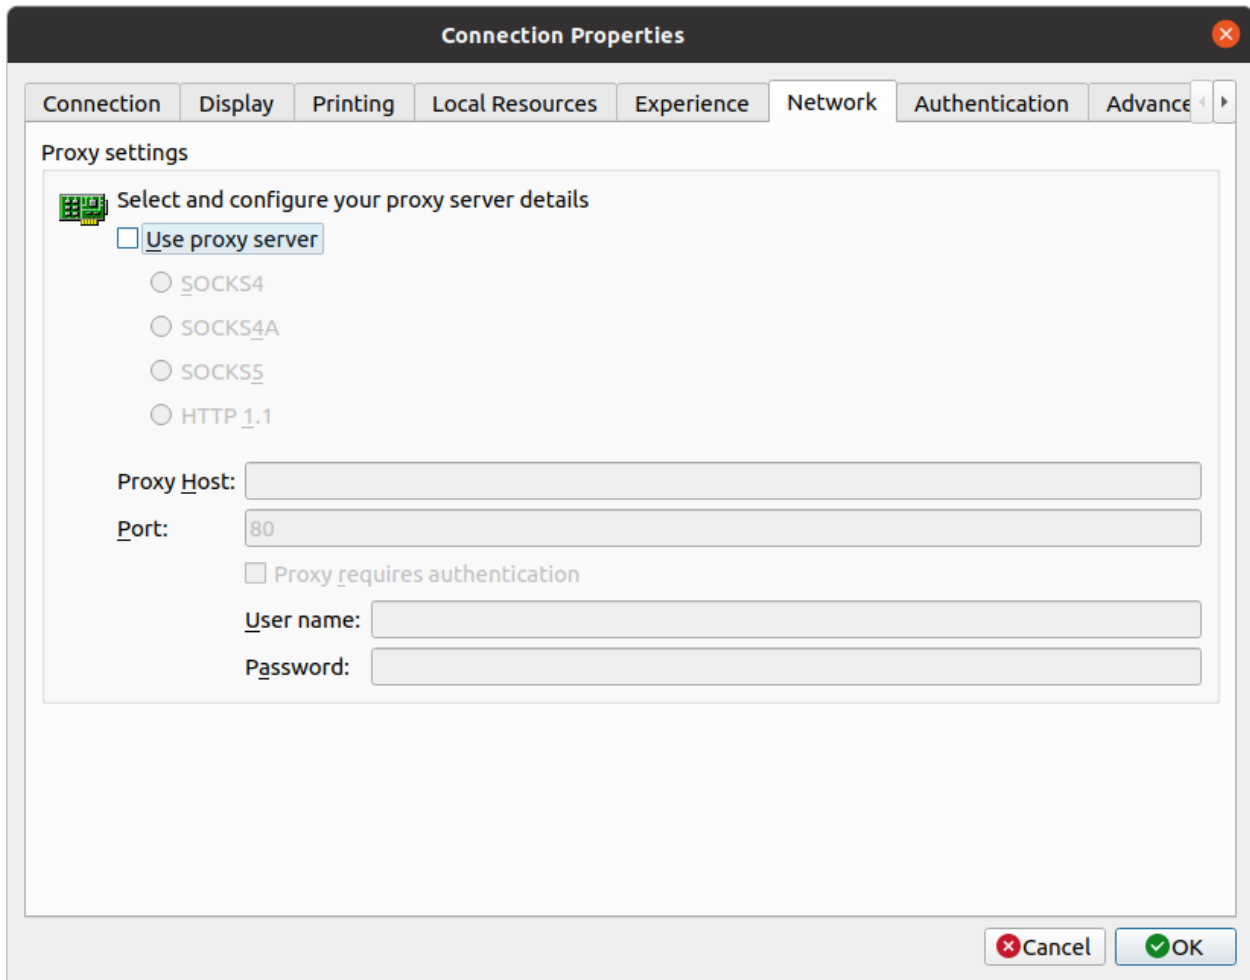 Connection Properties
Connection Display Printing Local Resources Experience Network Authentication Advance
Proxy settings
Select and configure your proxy server details
Use proxy server
SOCKS4
SOCKS4A
SOCKS5
HTTP 1.1
Proxy Host:
Port: 80
Proxy requires authentication
User name:
Password:
Cancel OK